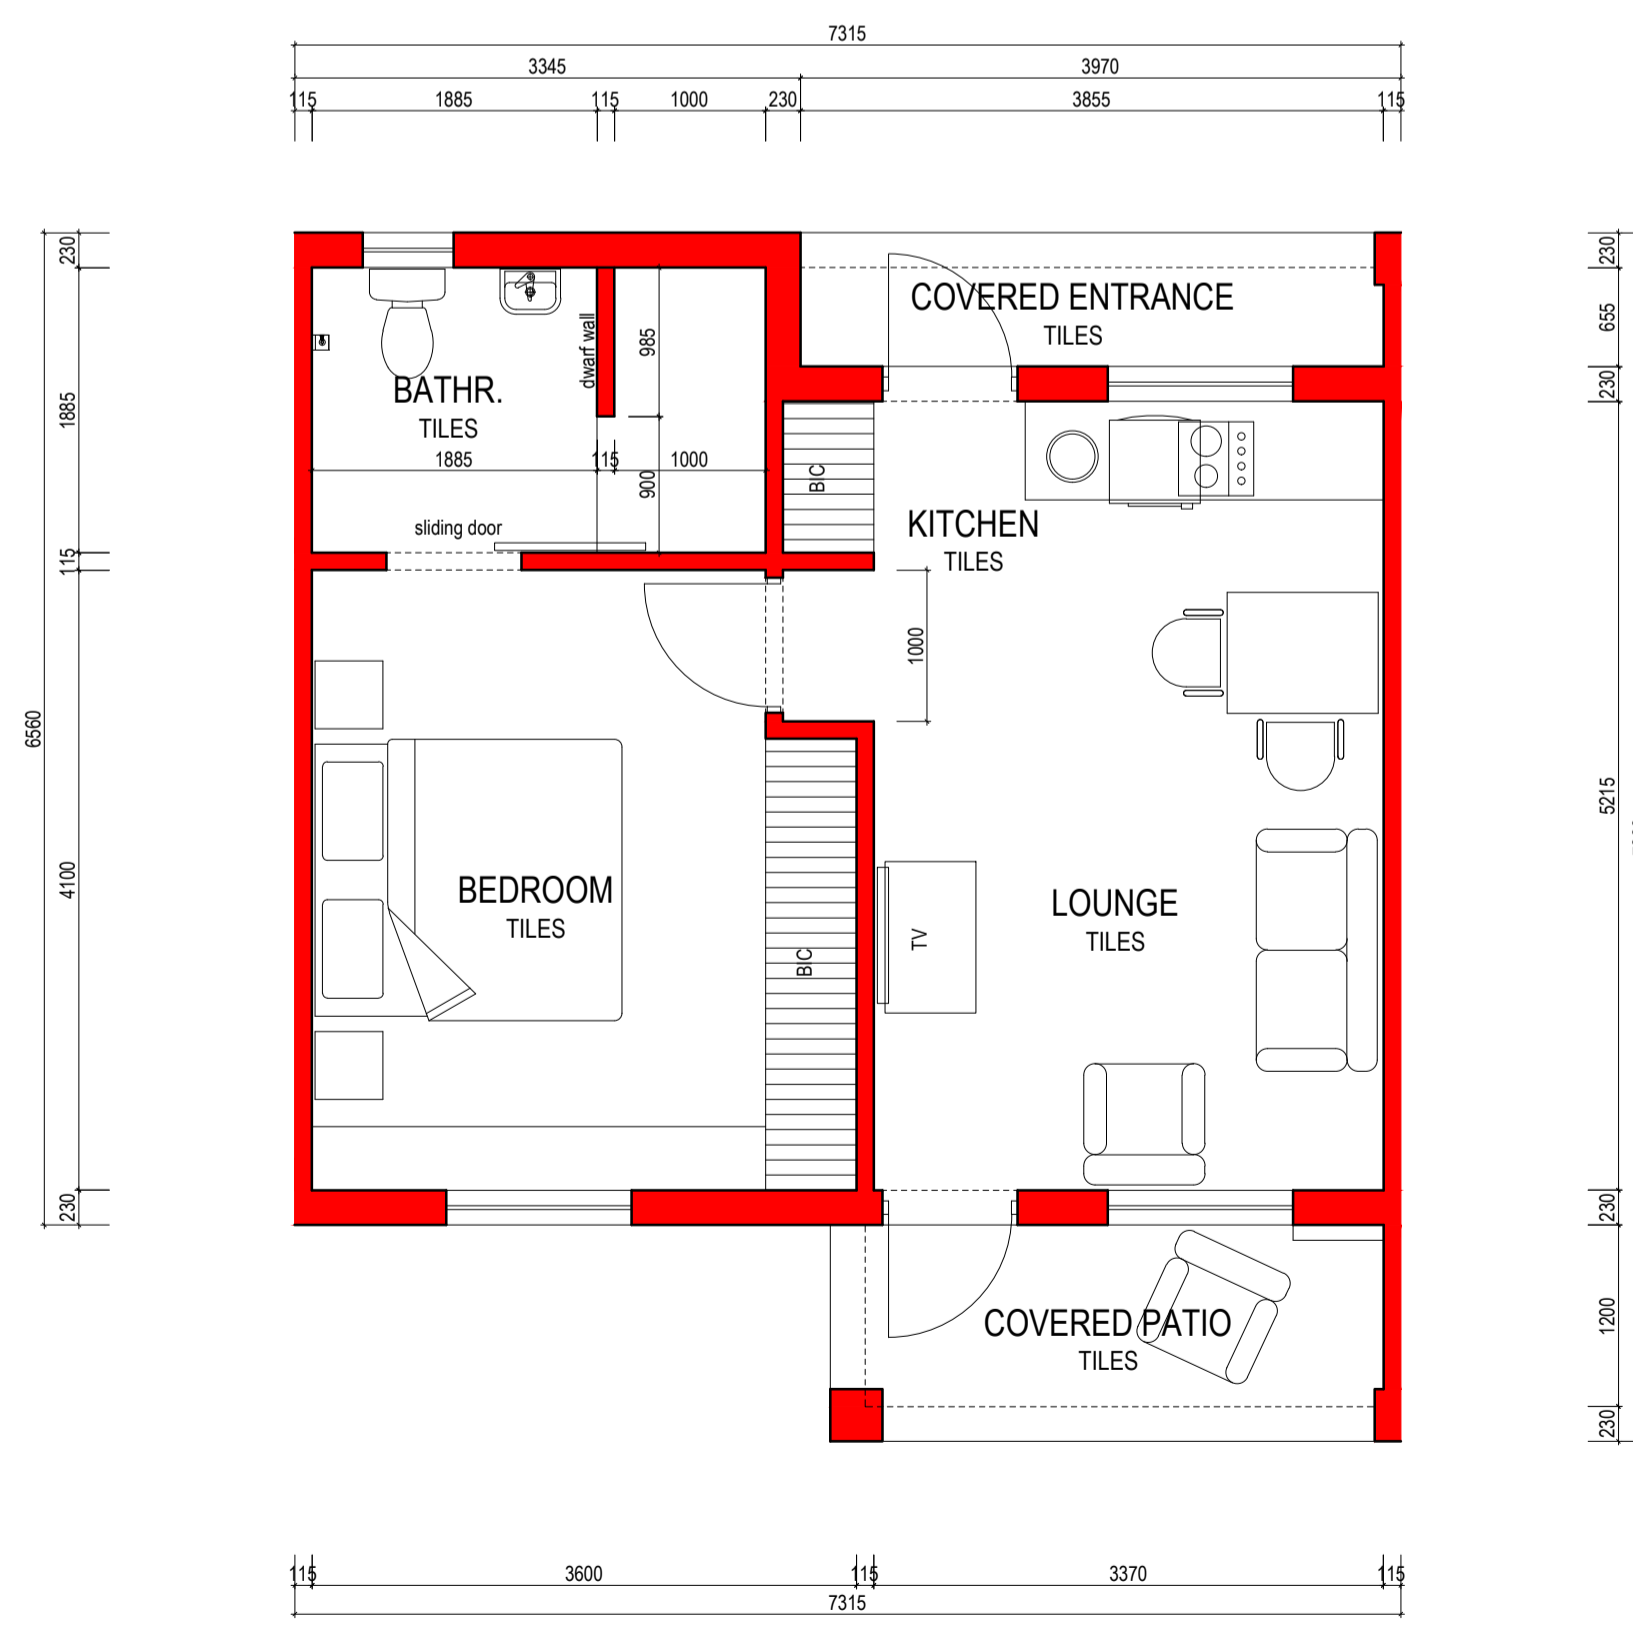 7315
3345 3970
115 1885 115 1000 230 3855 115
230 1885 115 4100 230
6560
230 655 230 5215 230 1200 230
COVERED ENTRANCE
TILES
dwarf wall
985
BATHR.
TILES
1885 115 1000
900
BIC
sliding door
KITCHEN
TILES
1000
BEDROOM
TILES
BIC
TV
LOUNGE
TILES
COVERED PATIO
TILES
115 3600 115 3370 115
7315